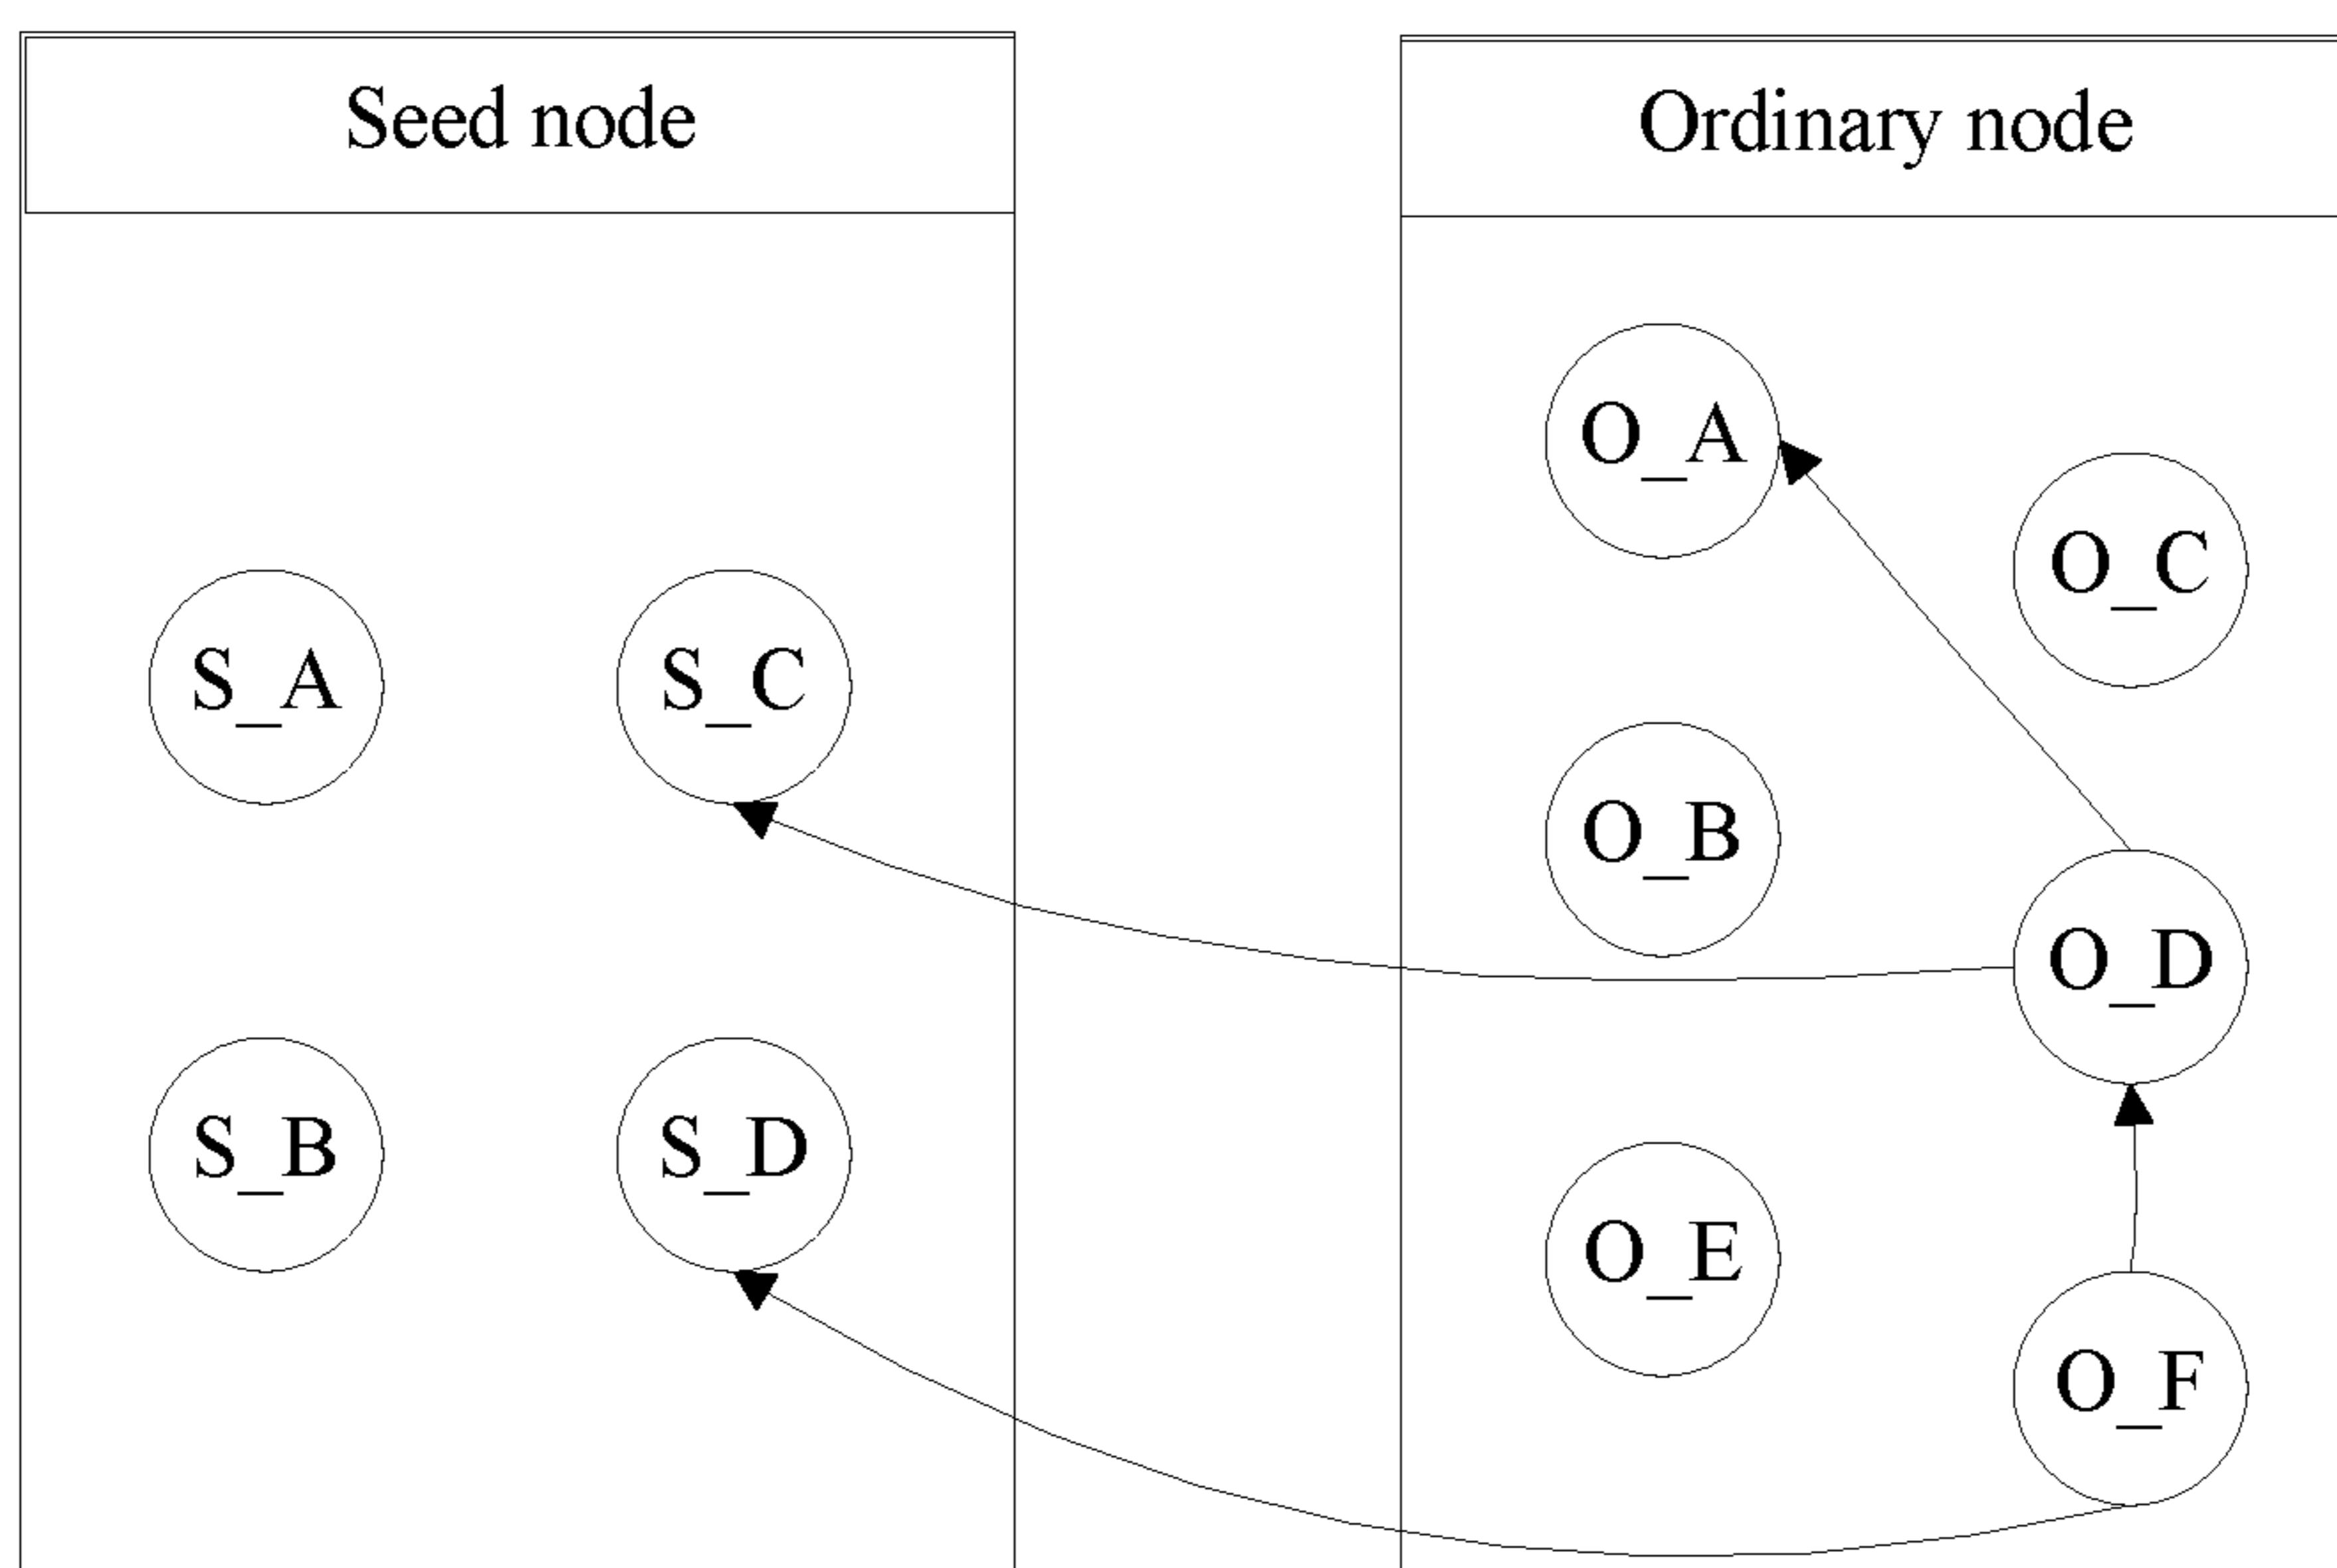 Seed node
Ordinary node
S_A
S_C
S_B
S_D
O_A
O_C
O_B
O_D
O_E
O_F